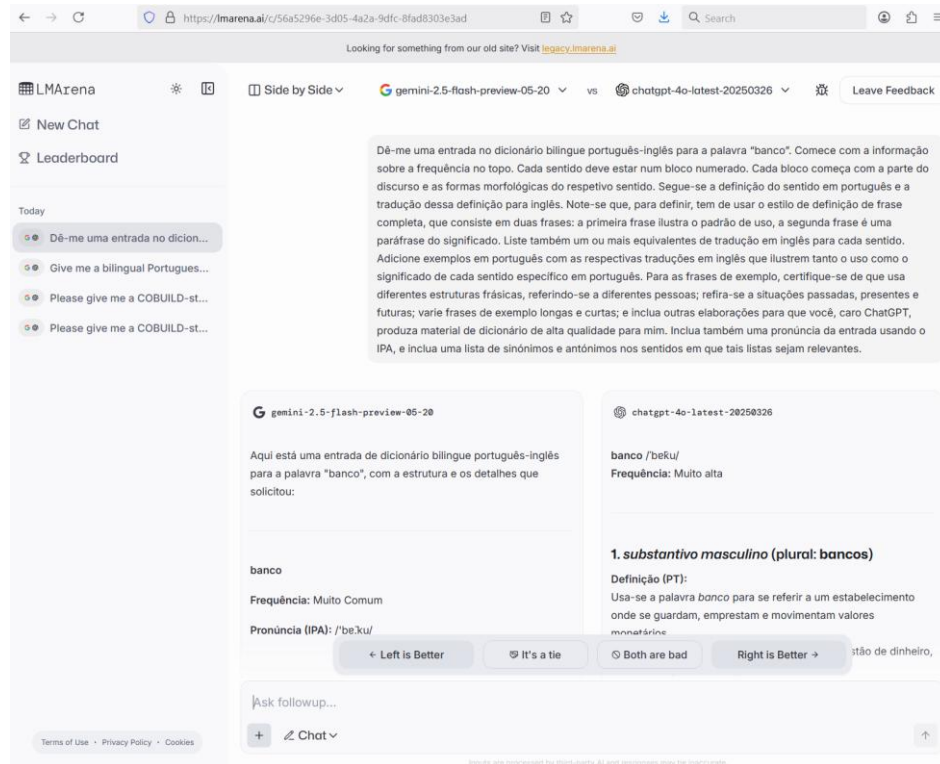 https://lmarena.ai/c/56a5296e-3d05-4a2a-9dfc-8fad8303e3ad
Search
Looking for something from our old site? Visit legacy.lmarena.ai
LMArena
Side by Side
gemini-2.5-flash-preview-05-20
vs
chatgpt-4o-latest-20250326
Leave Feedback
New Chat
Leaderboard
Today
Dê-me uma entrada no dicion...
Give me a bilingual Portugues...
Please give me a COBUILD-st...
Please give me a COBUILD-st...
Dê-me uma entrada no dicionário bilingue português-inglês para a palavra "banco". Comece com a informação
sobre a frequência no topo. Cada sentido deve estar num bloco numerado. Cada bloco começa com a parte do
discurso e as formas morfológicas do respetivo sentido. Segue-se a definição do sentido em português e a
tradução dessa definição para inglês. Note-se que, para definir, tem de usar o estilo de definição de frase
completa, que consiste em duas frases: a primeira frase ilustra o padrão de uso, a segunda frase é uma
paráfrase do significado. Liste também um ou mais equivalentes de tradução em inglês para cada sentido.
Adicione exemplos em português com as respectivas traduções em inglês que ilustrem tanto o uso como o
significado de cada sentido específico em português. Para as frases de exemplo, certifique-se de que usa
diferentes estruturas frásicas, referindo-se a diferentes pessoas; refira-se a situações passadas, presentes e
futuras; varie frases de exemplo longas e curtas; e inclua outras elaborações para que você, caro ChatGPT,
produza material de dicionário de alta qualidade para mim. Inclua também uma pronúncia da entrada usando o
IPA, e inclua uma lista de sinónimos e antónimos nos sentidos em que tais listas sejam relevantes.
gemini-2.5-flash-preview-05-20
Aqui está uma entrada de dicionário bilingue português-inglês
para a palavra "banco", com a estrutura e os detalhes que
solicitou:
banco
Frequência: Muito Comum
Pronúncia (IPA): /'bɐ.ku/
chatgpt-4o-latest-20250326
banco /'bɐ̃ku/
Frequência: Muito alta
1. substantivo masculino (plural: bancos)
Definição (PT):
Usa-se a palavra banco para se referir a um estabelecimento
onde se guardam, emprestam e movimentam valores
monetários
stão de dinheiro,
← Left is Better
It's a tie
Both are bad
Right is Better →
Ask followup...
Chat
Terms of Use • Privacy Policy • Cookies